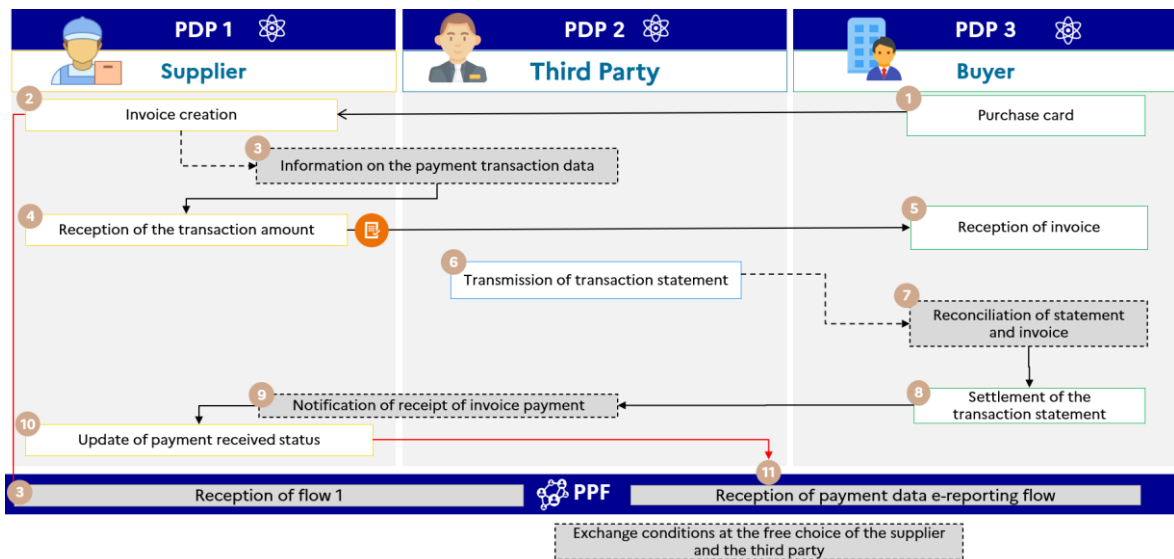 PDP 1
PDP 2
PDP 3
Supplier
Third Party
Buyer
2
Invoice creation
1
Purchase card
3
Information on the payment transaction data
4
Reception of the transaction amount
5
Reception of invoice
6
Transmission of transaction statement
7
Reconciliation of statement
and invoice
8
Settlement of the
transaction statement
9
Notification of receipt of invoice payment
10
Update of payment received status
11
3
Reception of flow 1
PPF
Reception of payment data e-reporting flow
Exchange conditions at the free choice of the supplier
and the third party